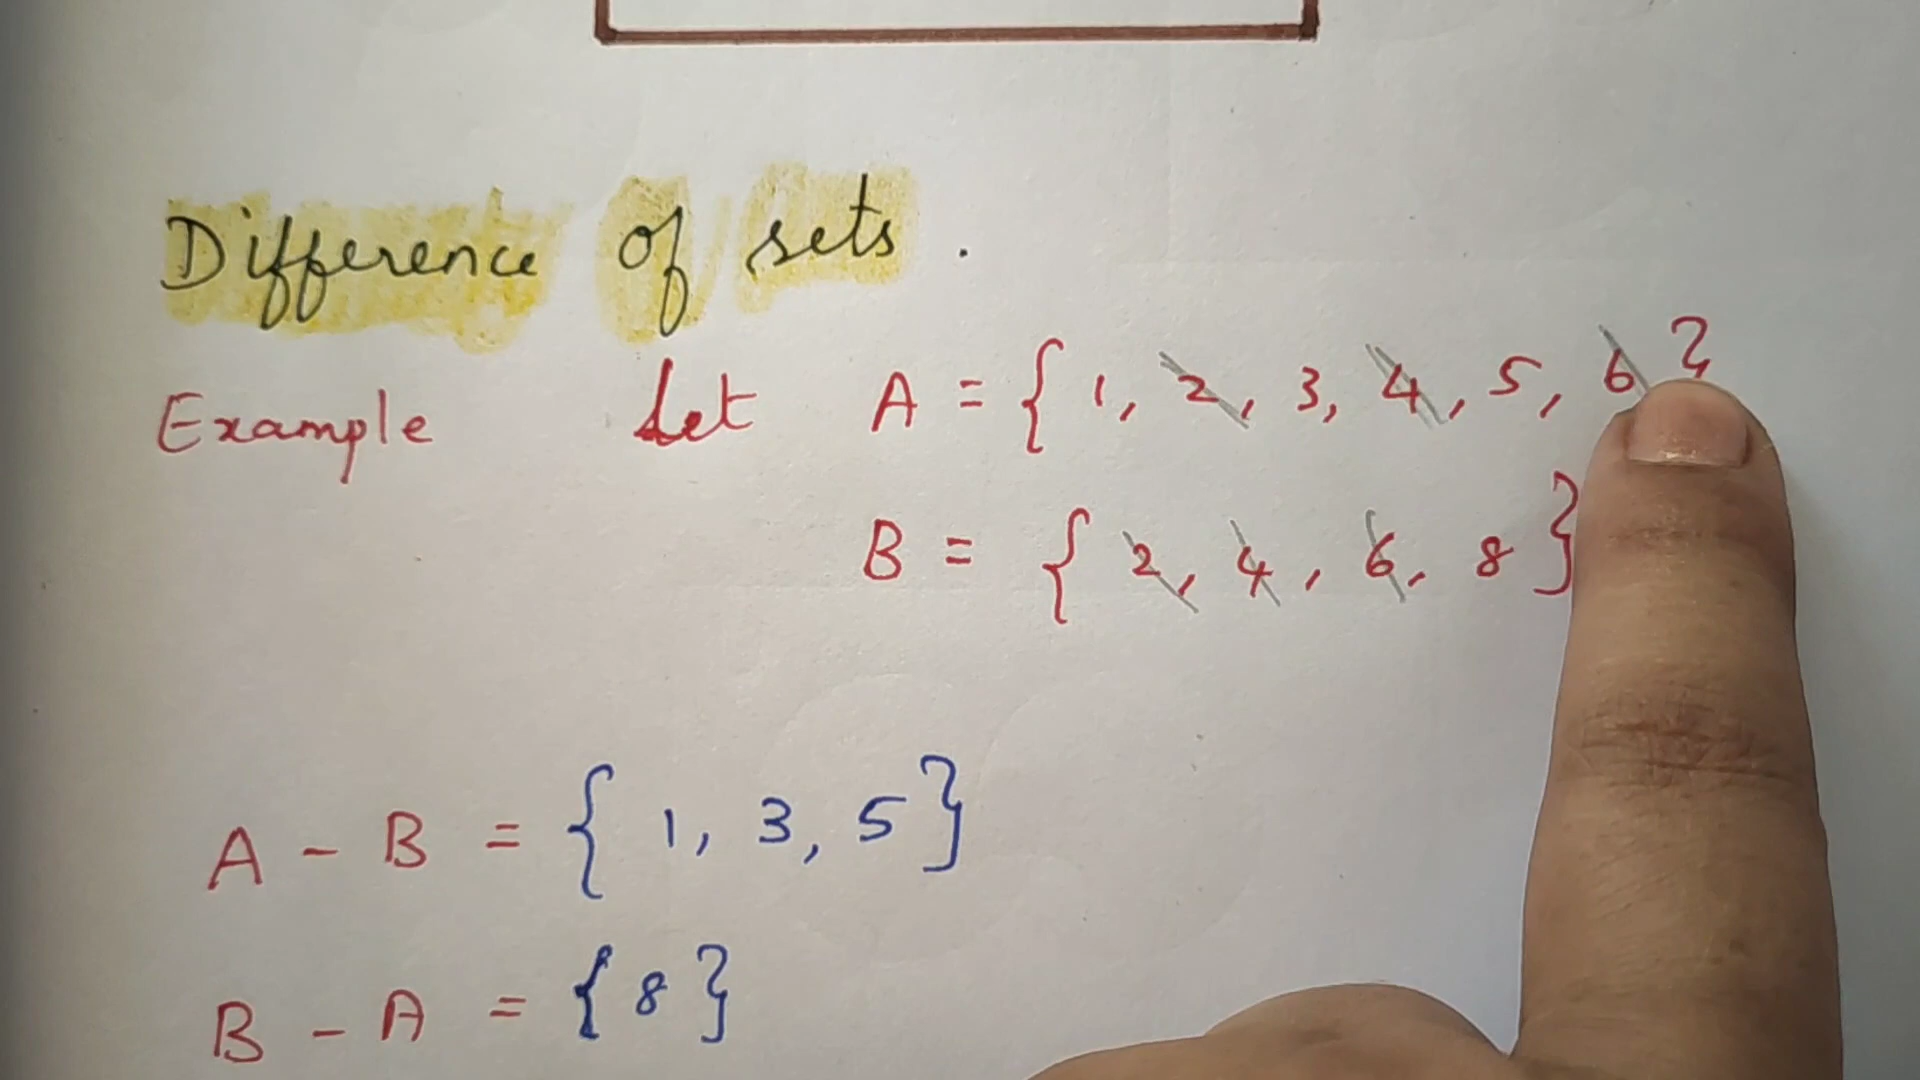 Difference of sets.
Example Let A = { 1, 2, 3, 4, 5, 6 }
B = { 2, 4, 6, 8 }
A - B = { 1, 3, 5 }
B - A = { 8 }